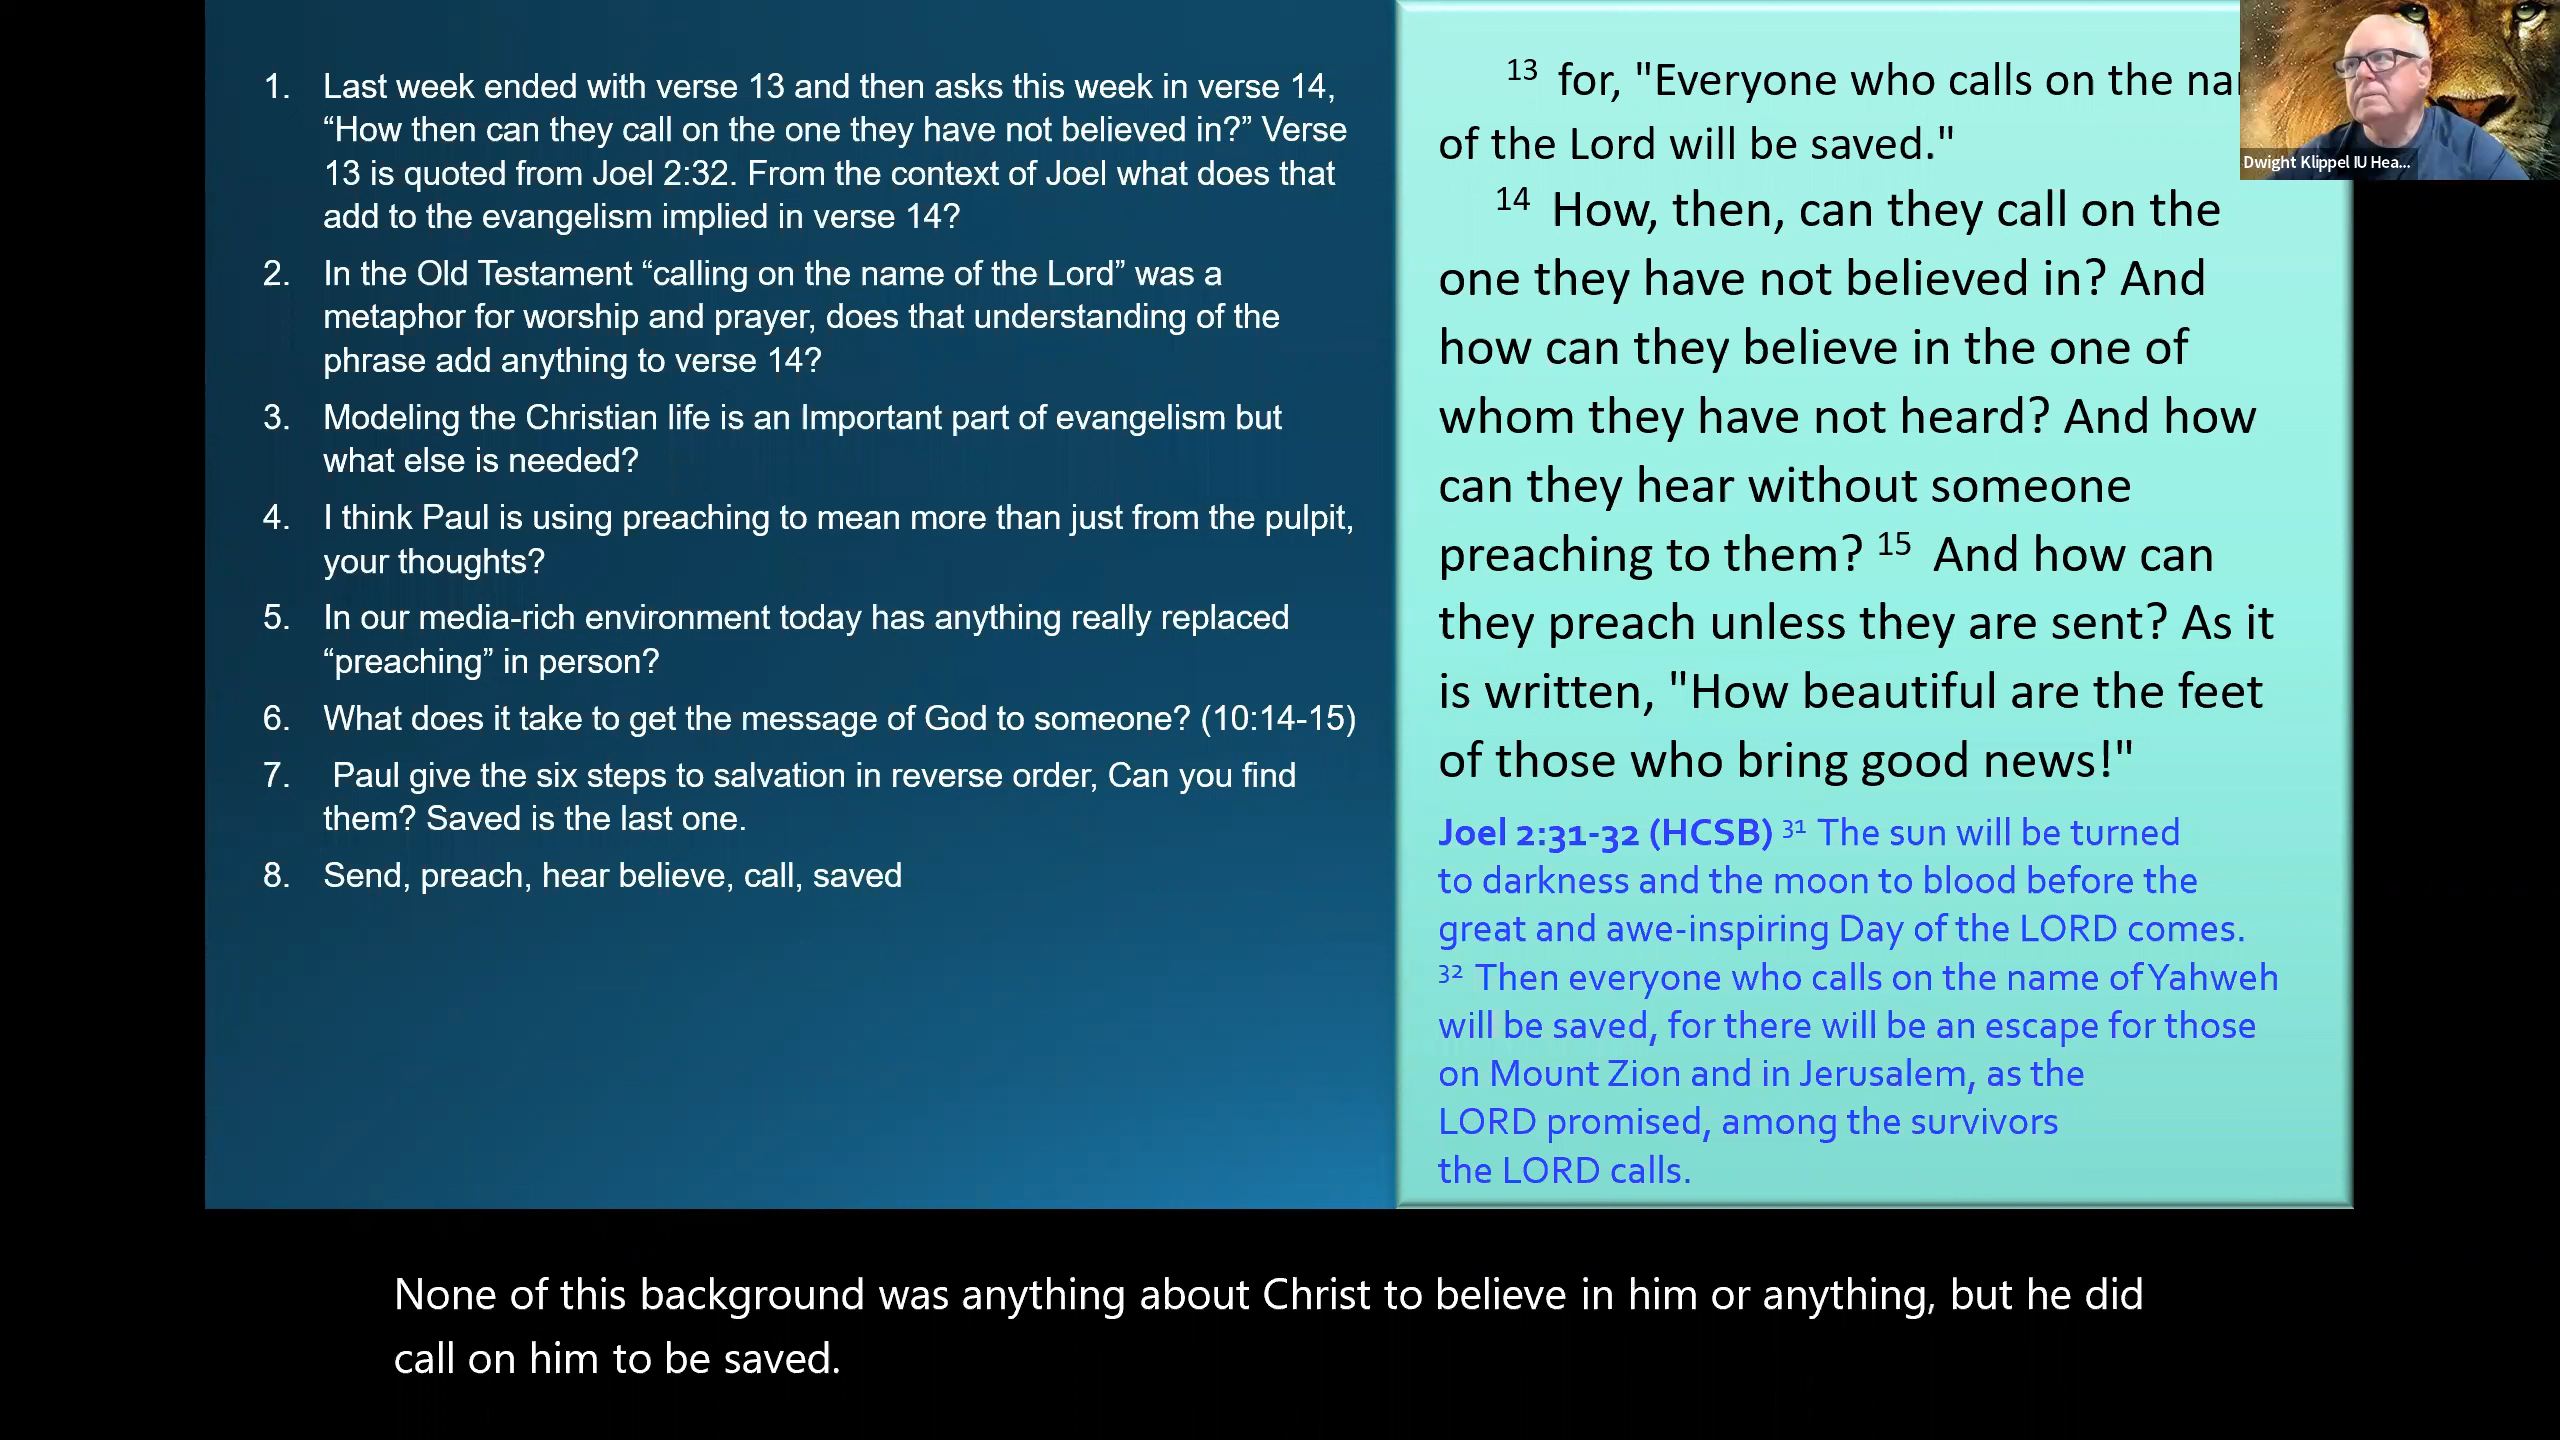 1. Last week ended with verse 13 and then asks this week in verse 14,
“How then can they call on the one they have not believed in?” Verse
13 is quoted from Joel 2:32. From the context of Joel what does that
add to the evangelism implied in verse 14?
2. In the Old Testament “calling on the name of the Lord” was a
metaphor for worship and prayer, does that understanding of the
phrase add anything to verse 14?
3. Modeling the Christian life is an Important part of evangelism but
what else is needed?
4. I think Paul is using preaching to mean more than just from the pulpit,
your thoughts?
5. In our media-rich environment today has anything really replaced
“preaching” in person?
6. What does it take to get the message of God to someone? (10:14-15)
7. Paul give the six steps to salvation in reverse order, Can you find
them? Saved is the last one.
8. Send, preach, hear believe, call, saved
13 for, "Everyone who calls on the
of the Lord will be saved."
14 How, then, can they call on the
one they have not believed in? And
how can they believe in the one of
whom they have not heard? And how
can they hear without someone
preaching to them? 15 And how can
they preach unless they are sent? As it
is written, "How beautiful are the feet
of those who bring good news!"
Joel 2:31-32 (HCSB) 31 The sun will be turned
to darkness and the moon to blood before the
great and awe-inspiring Day of the LORD comes.
32 Then everyone who calls on the name of Yahweh
will be saved, for there will be an escape for those
on Mount Zion and in Jerusalem, as the
LORD promised, among the survivors
the LORD calls.
Dwight Klippel IU Hea...
None of this background was anything about Christ to believe in him or anything, but he did
call on him to be saved.